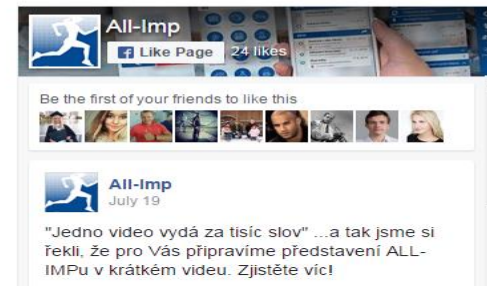 All-Imp
Like Page 24 likes
Be the first of your friends to like this
All-Imp
July 19
"Jedno video vydá za tisíc slov" ...a tak jsme si
řekli, že pro Vás připravíme představení ALL-
IMPu v krátkém videu. Zjistěte víc!